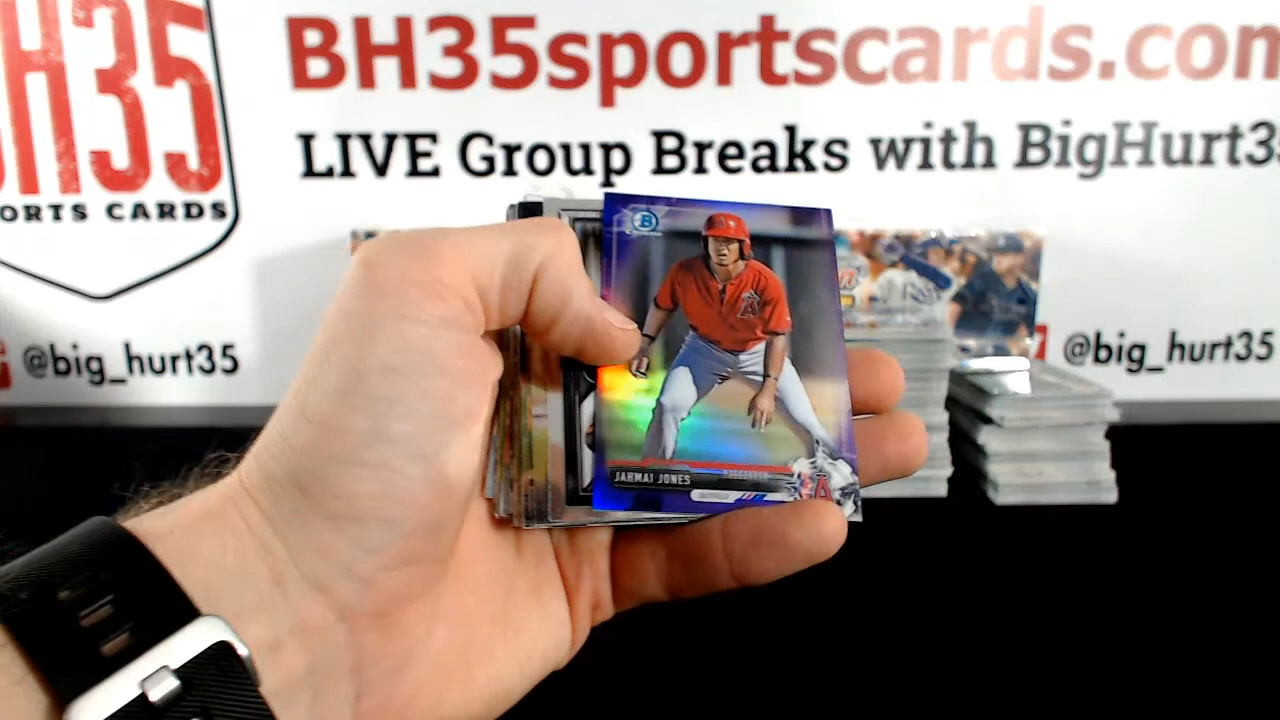 H35
ORTS CARDS
BH35sportscards.com
LIVE Group Breaks with BigHurt35
@big_hurt35
@big_hurt35
B
A
JAHMAI JONES
A